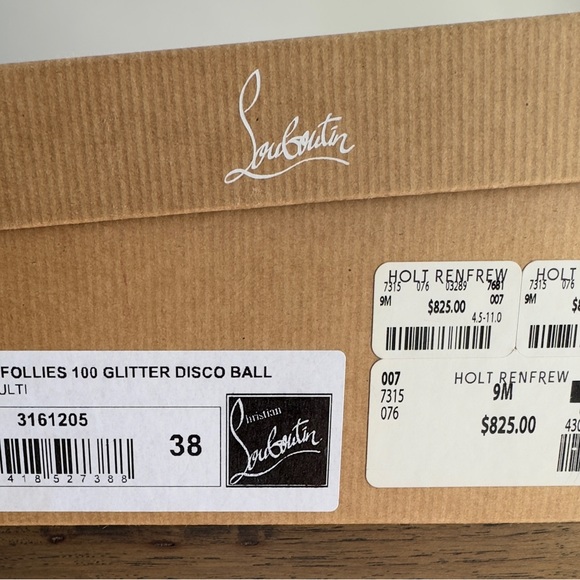 Louboutin
HOLT RENFREW
7315 076 03289 7681
9M 007
$825.00
4.5-11.0
HOLT
7315 076
9M
FOLLIES 100 GLITTER DISCO BALL
ULTI
3161205
38
418527388
Christian
Louboutin
007 HOLT RENFREW
7315 9M
076
$825.00
430